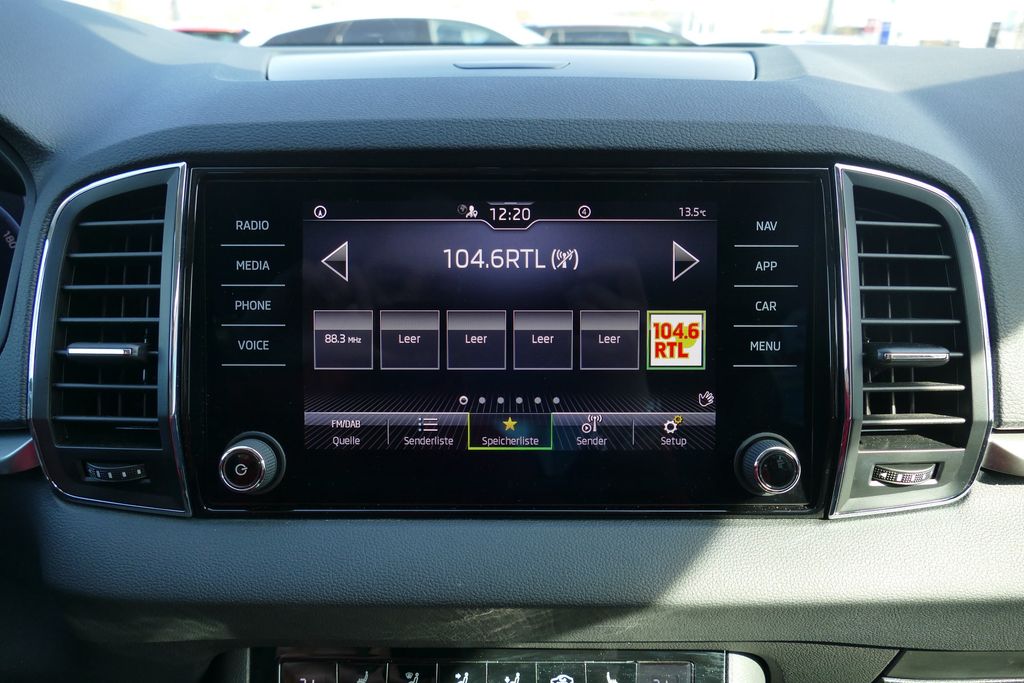 RADIO
MEDIA
PHONE
VOICE
4
12:20
13.5°C
104.6RTL
88.3 MHz
Leer
Leer
Leer
Leer
104.6
RTL
FM/DAB
Quelle
Senderliste
Speicherliste
Sender
Setup
NAV
APP
CAR
MENU